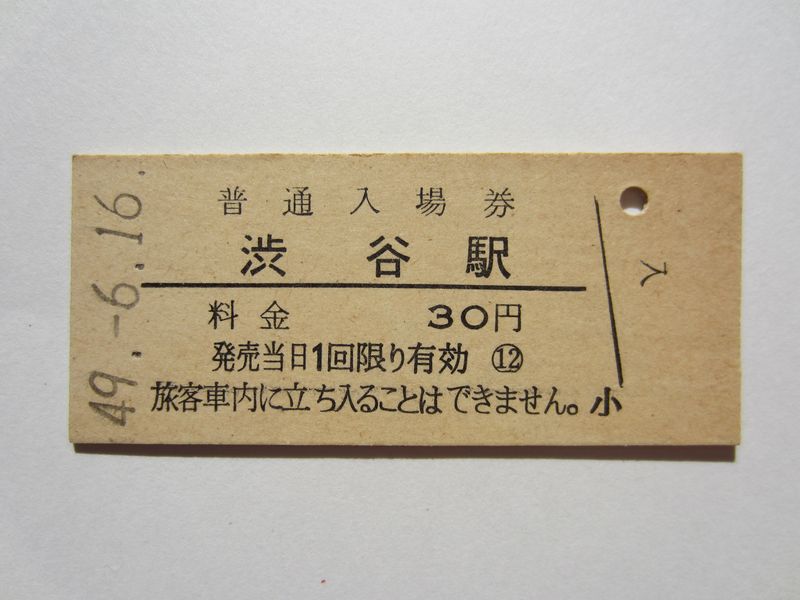 普通入場券
渋谷駅
料金 30円
発売当日1回限り有効 ⑫
旅客車内に立ち入ることはできません。小
49.-6.16.
入